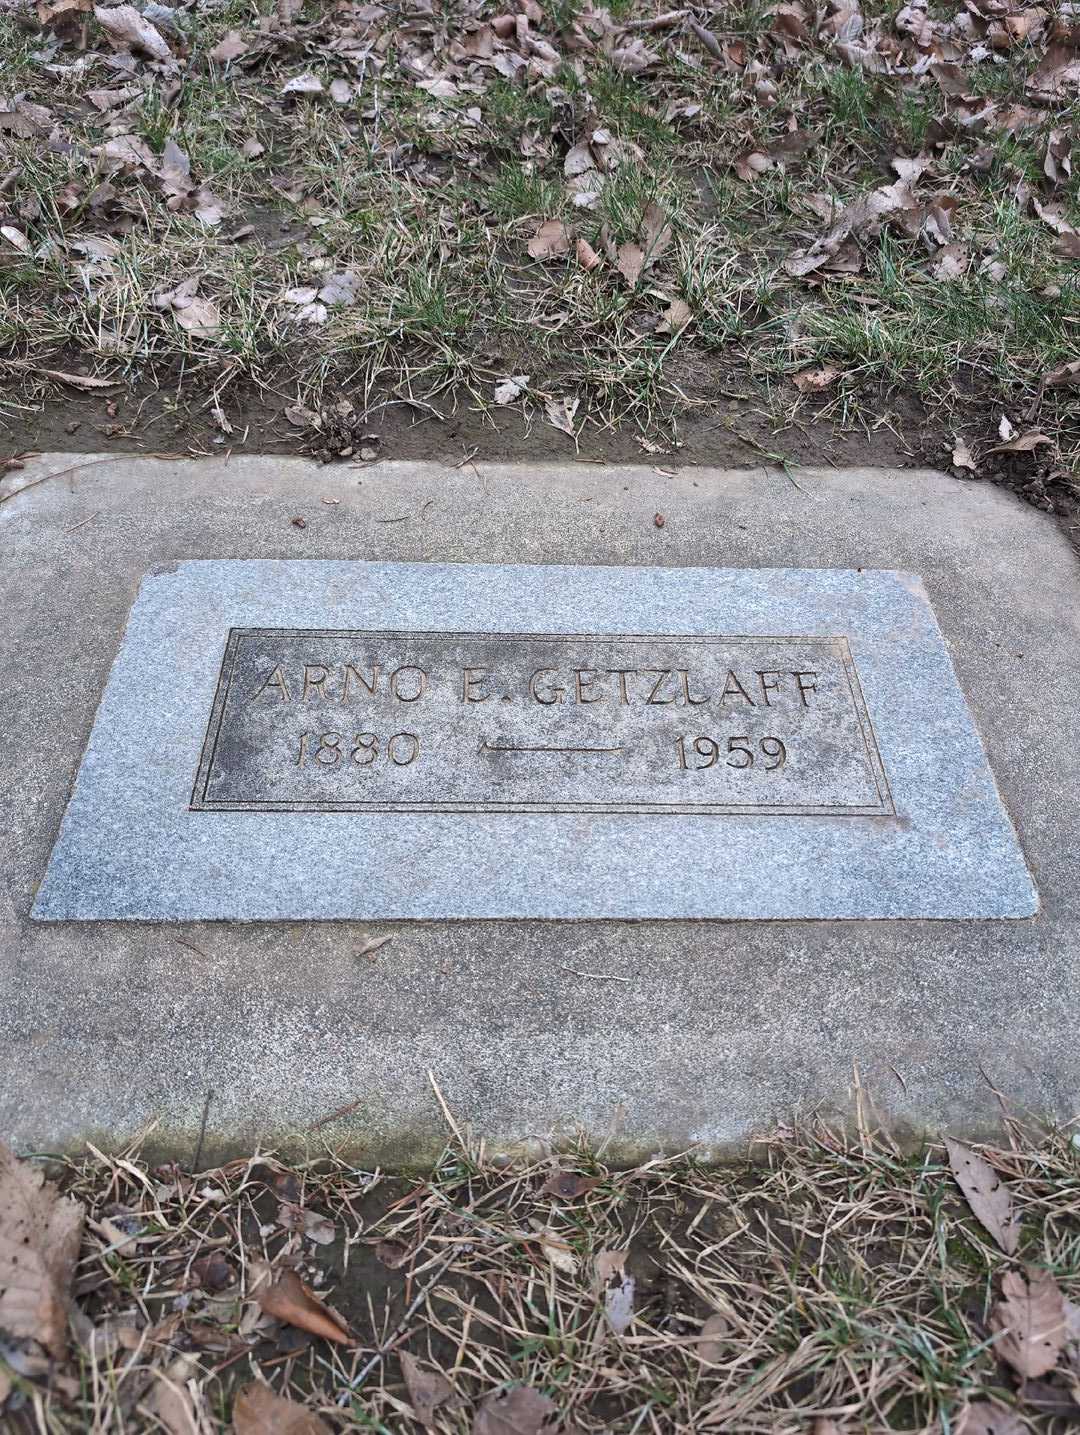 ARNO E. GETZLAFF
1880 — 1959